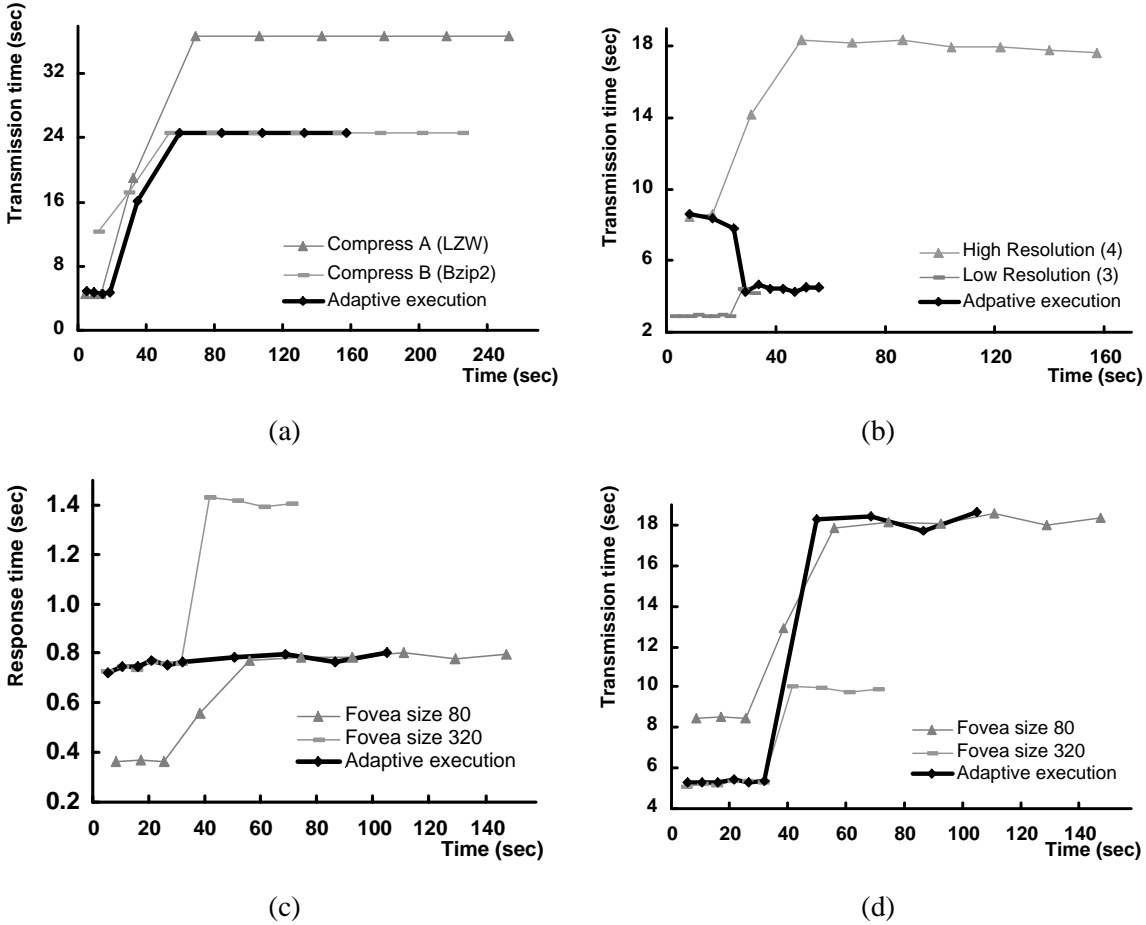 Transmission time (sec)
32
24
16
8
0
0 40 80 120 160 200 240
Time (sec)
Compress A (LZW)
Compress B (Bzip2)
Adaptive execution
(a)
Transmission time (sec)
18
14
10
6
2
0 40 80 120 160
Time (sec)
High Resolution (4)
Low Resolution (3)
Adpative execution
(b)
Response time (sec)
1.4
1.2
1.0
0.8
0.6
0.4
0.2
0 20 40 60 80 100 120 140
Time (sec)
Fovea size 80
Fovea size 320
Adaptive execution
(c)
Transmission time (sec)
18
16
14
12
10
8
6
4
0 20 40 60 80 100 120 140
Time (sec)
Fovea size 80
Fovea size 320
Adaptive execution
(d)